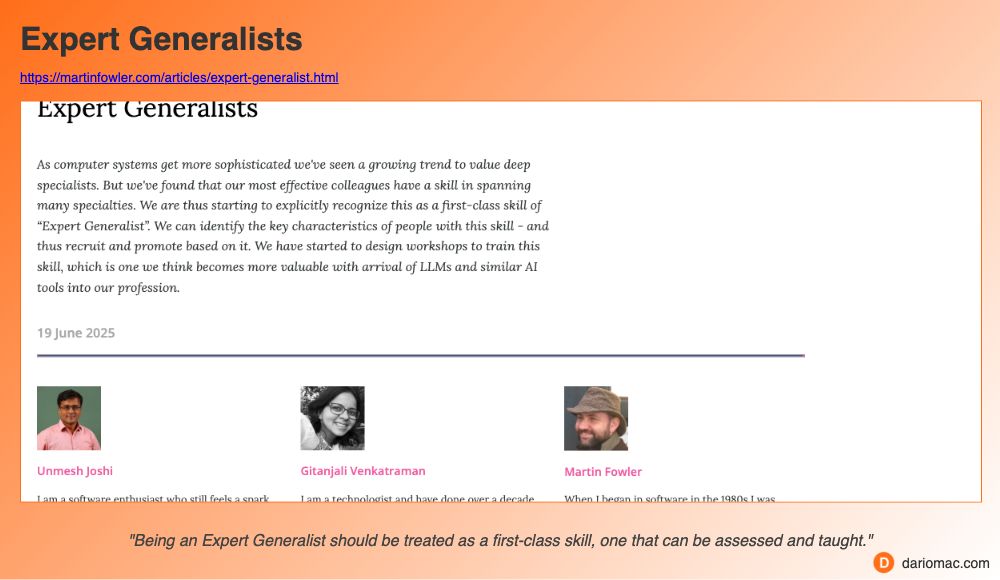 Expert Generalists
https://martinfowler.com/articles/expert-generalist.html
Expert Generalists
As computer systems get more sophisticated we've seen a growing trend to value deep
specialists. But we've found that our most effective colleagues have a skill in spanning
many specialties. We are thus starting to explicitly recognize this as a first-class skill of
“Expert Generalist”. We can identify the key characteristics of people with this skill - and
thus recruit and promote based on it. We have started to design workshops to train this
skill, which is one we think becomes more valuable with arrival of LLMs and similar AI
tools into our profession.
19 June 2025
Unmesh Joshi
Gitanjali Venkatraman
Martin Fowler
I am a software enthusiast who still feels a spark
I am a technologist and have done over a decade
When I began in software in the 1980s I was
"Being an Expert Generalist should be treated as a first-class skill, one that can be assessed and taught."
D dariomac.com